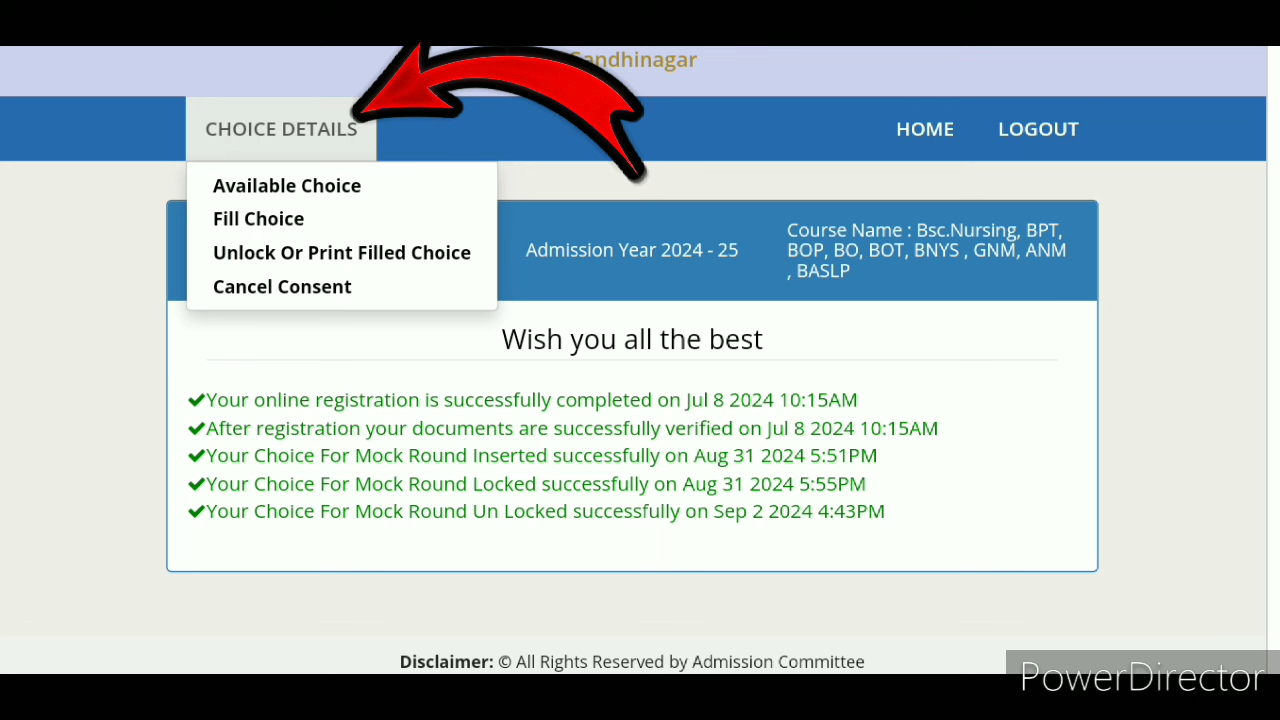 Gandhinagar
CHOICE DETAILS
HOME
LOGOUT
Available Choice
Fill Choice
Unlock Or Print Filled Choice
Cancel Consent
Admission Year 2024 - 25
Course Name : Bsc.Nursing, BPT,
BOP, BO, BOT, BNYS , GNM, ANM
, BASLP
Wish you all the best
Your online registration is successfully completed on Jul 8 2024 10:15AM
After registration your documents are successfully verified on Jul 8 2024 10:15AM
Your Choice For Mock Round Inserted successfully on Aug 31 2024 5:51PM
Your Choice For Mock Round Locked successfully on Aug 31 2024 5:55PM
Your Choice For Mock Round Un Locked successfully on Sep 2 2024 4:43PM
Disclaimer: © All Rights Reserved by Admission Committee
PowerDirector